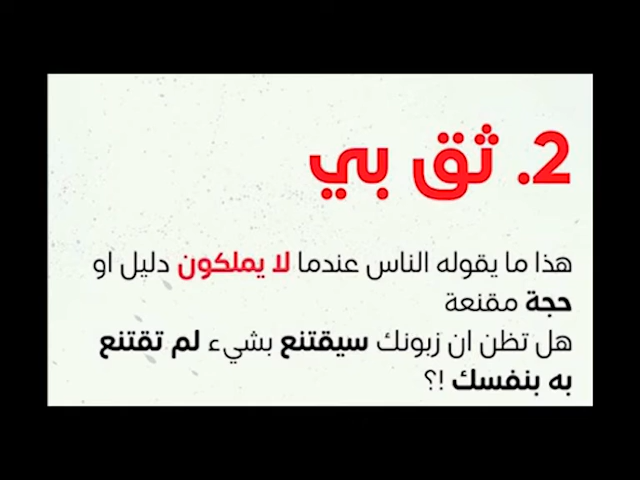 2. ثق بي
هذا ما يقوله الناس عندما لا يملكون دليل او
حجة مقنعة
هل تظن ان زبونك سيقتنع بشيء لم تقتنع
به بنفسك !؟